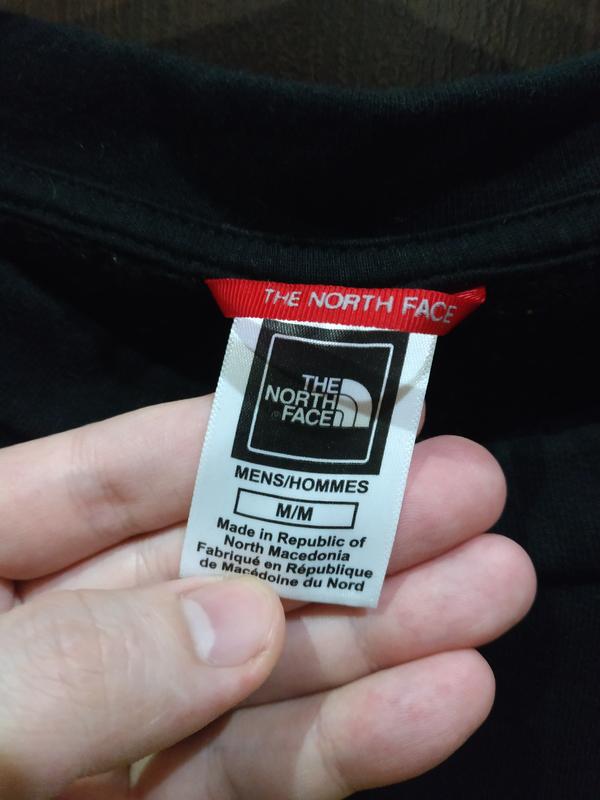 THE NORTH FACE
THE
NORTH
FACE
MENS/HOMMES
M/M
Made in Republic of
North Macedonia
Fabriqué en République
de Macédoine du Nord